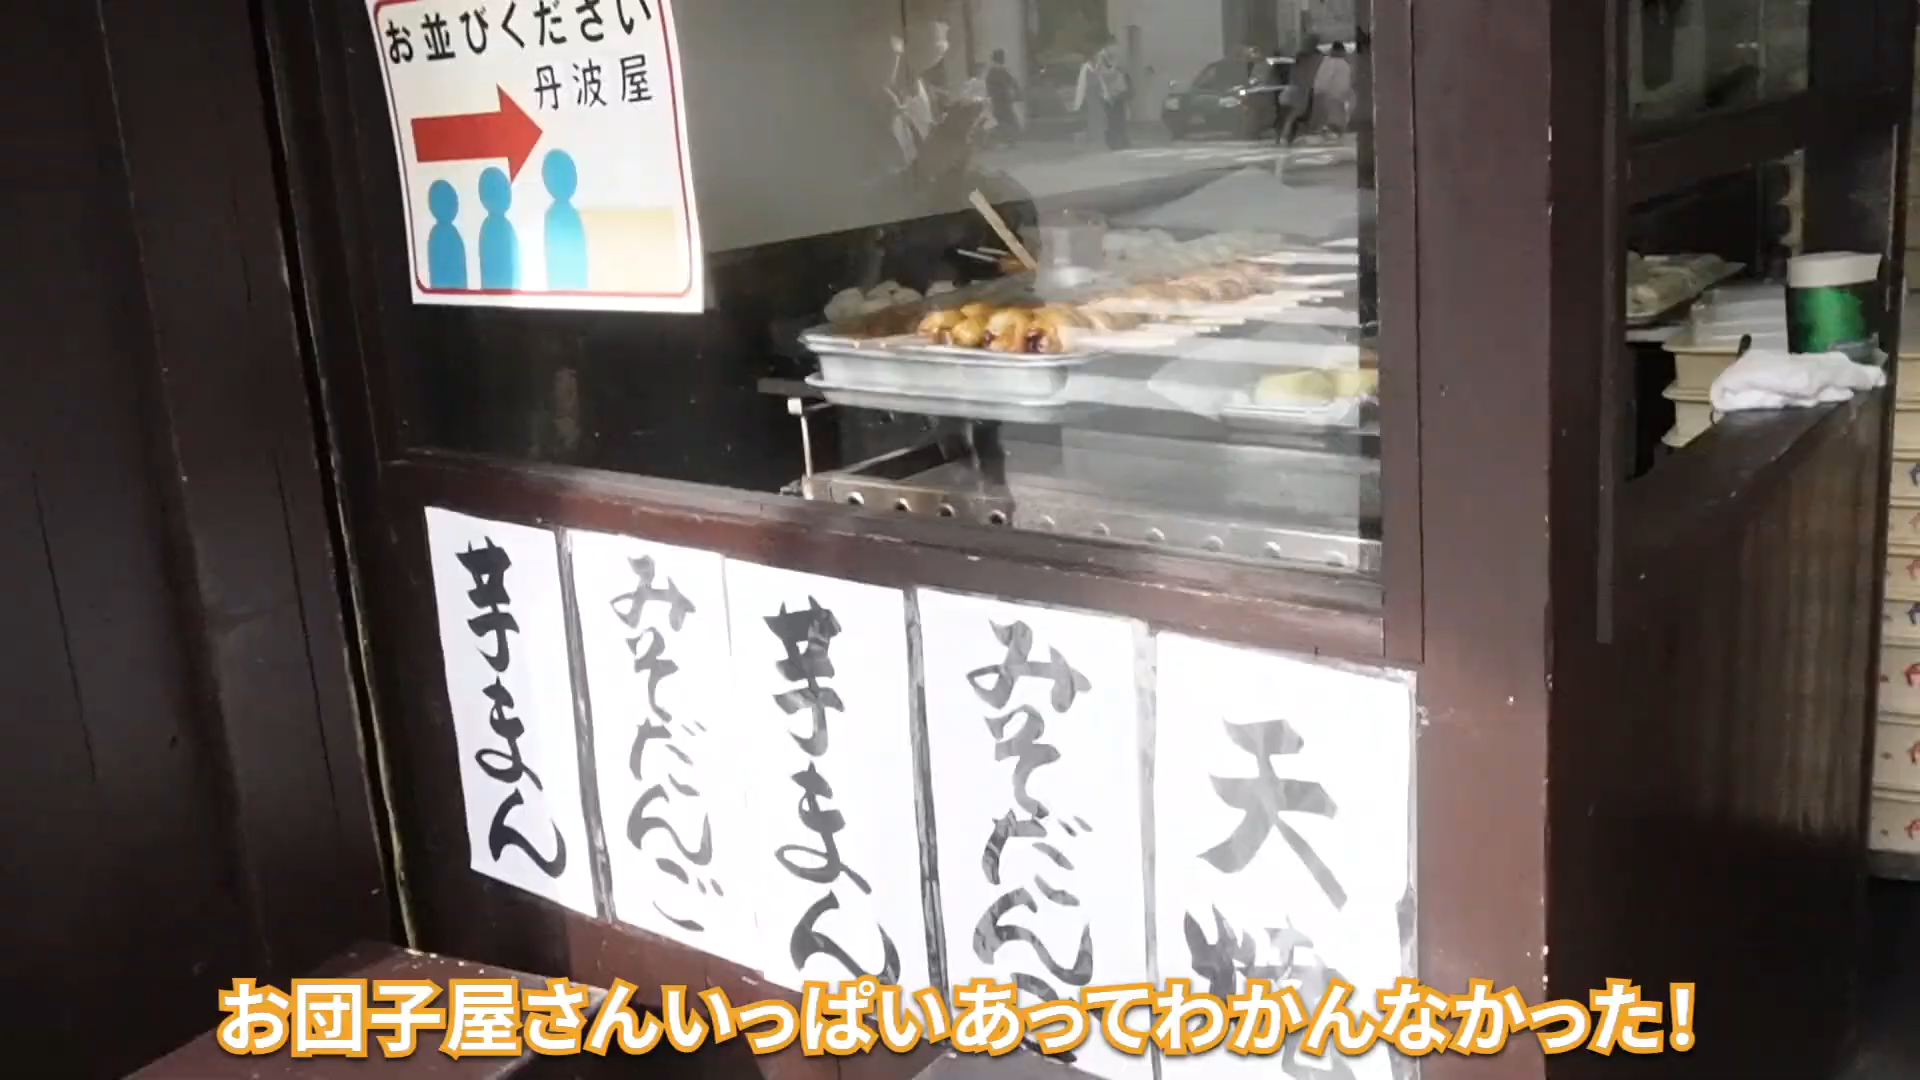 お並びください
丹波屋
芋まん
みそだんご
芋まん
みそだんご
天
お団子屋さんいっぱいあってわかんなかった!